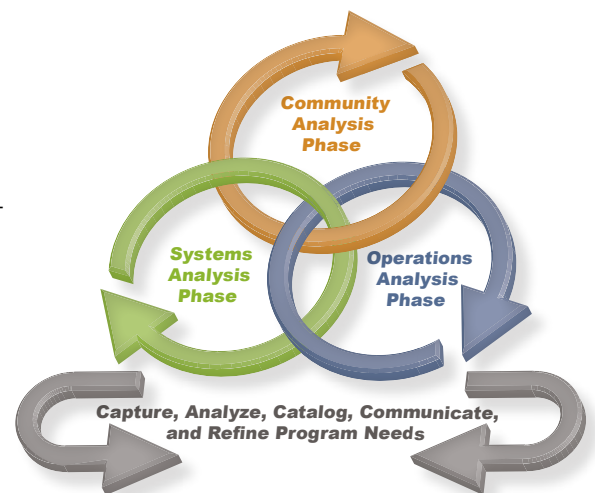 Community
Analysis
Phase
Systems
Analysis
Phase
Operations
Analysis
Phase
Capture, Analyze, Catalog, Communicate,
and Refine Program Needs